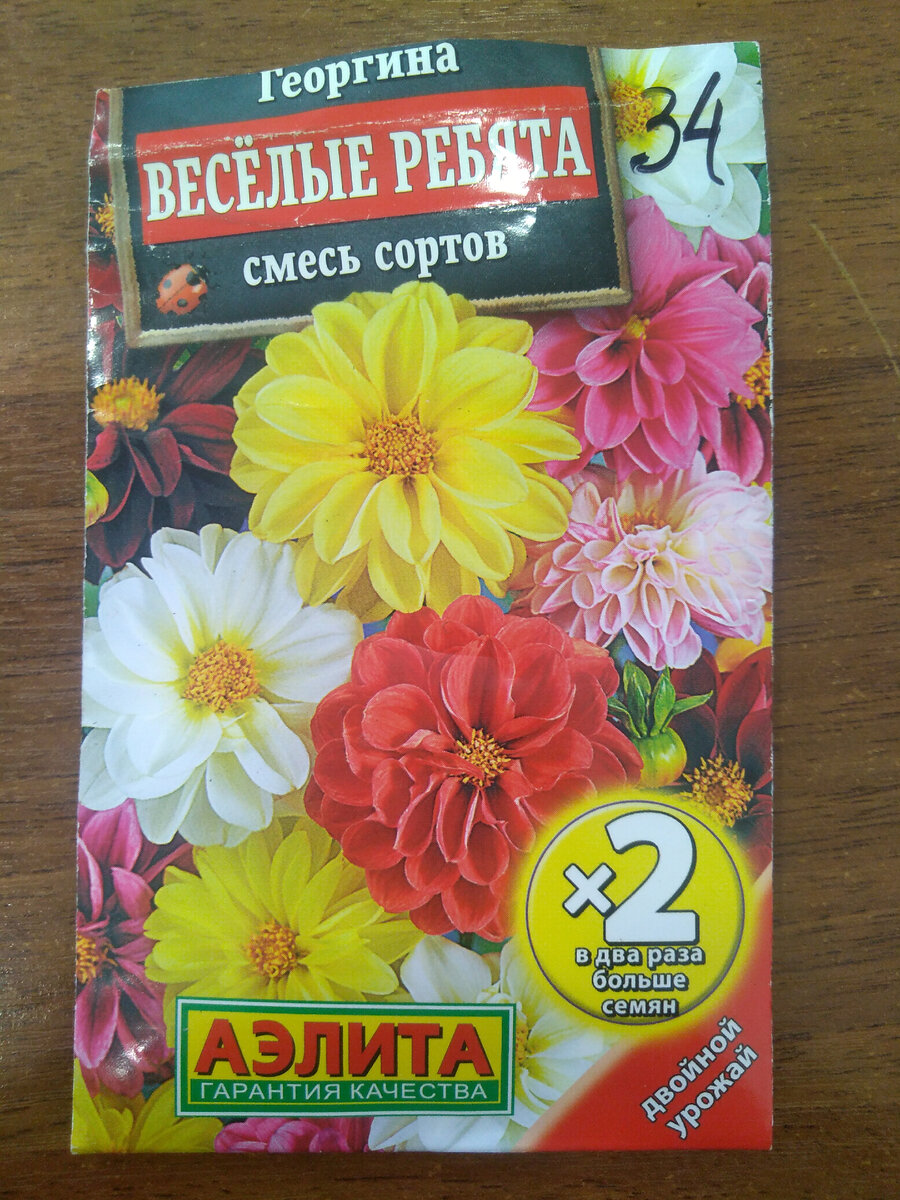 Георгина
ВЕСЁЛЫЕ РЕБЯТА
смесь сортов
34
×2
в два раза
больше
семян
АЭЛИТА
ГАРАНТИЯ КАЧЕСТВА
двойной
урожай